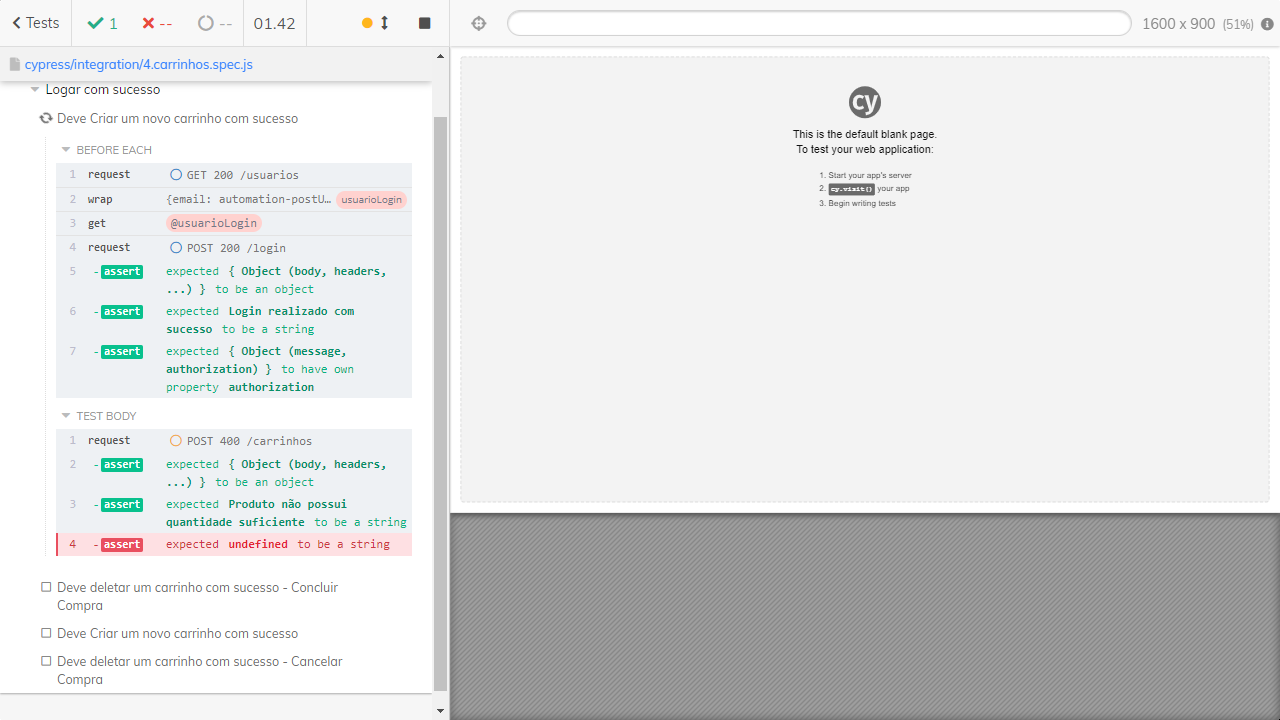 Tests
1
--
--
01.42
1600 x 900 (51%)
cypress/integration/4.carrinhos.spec.js
Logar com sucesso
Deve Criar um novo carrinho com sucesso
BEFORE EACH
1 request GET 200 /usuarios
2 wrap {email: automation-postU… usuarioLogin
3 get @usuarioLogin
4 request POST 200 /login
5 -assert expected { Object (body, headers,
...) } to be an object
6 -assert expected Login realizado com
sucesso to be a string
7 -assert expected { Object (message,
authorization) } to have own
property authorization
TEST BODY
1 request POST 400 /carrinhos
2 -assert expected { Object (body, headers,
...) } to be an object
3 -assert expected Produto não possui
quantidade suficiente to be a string
4 -assert expected undefined to be a string
Deve deletar um carrinho com sucesso - Concluir
Compra
Deve Criar um novo carrinho com sucesso
Deve deletar um carrinho com sucesso - Cancelar
Compra
cy
This is the default blank page.
To test your web application:
1. Start your app's server
2. cy.visit() your app
3. Begin writing tests